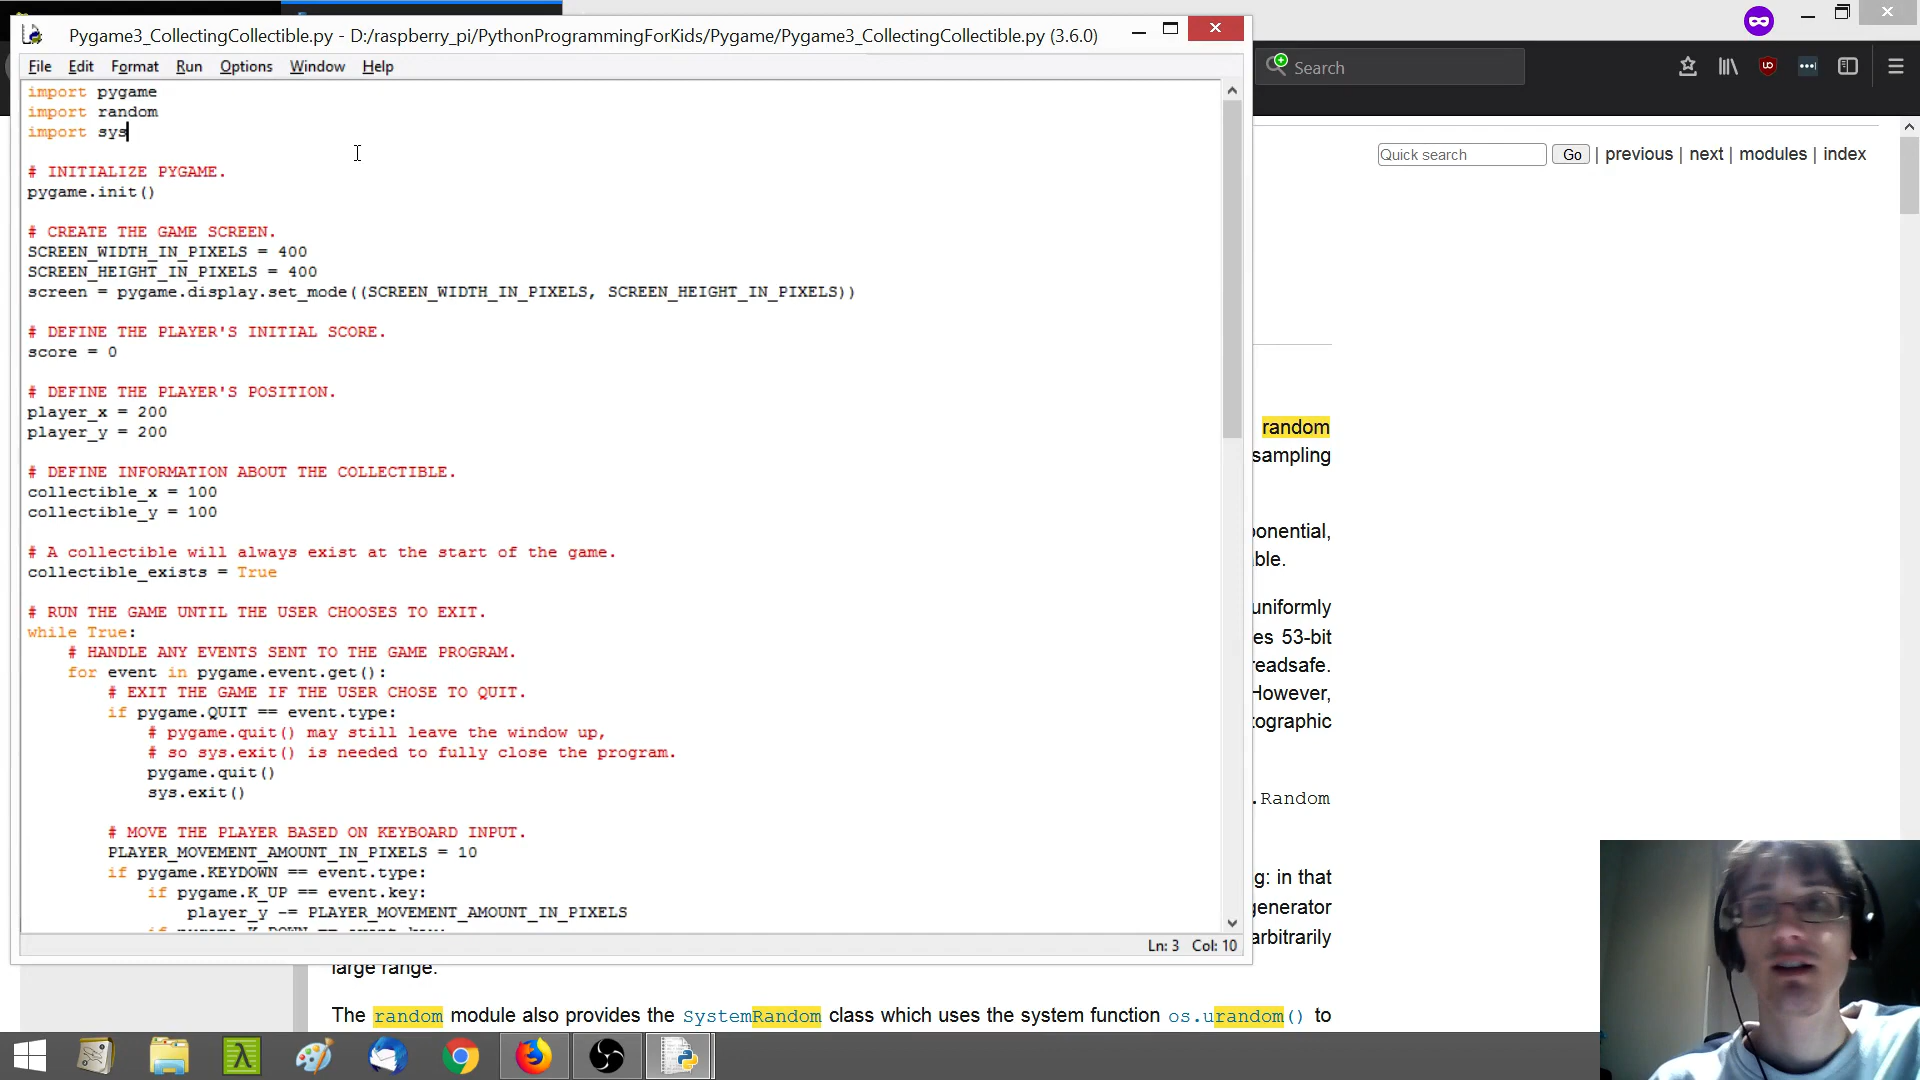 Pygame3_CollectingCollectible.py - D:/raspberry_pi/PythonProgrammingForKids/Pygame/Pygame3_CollectingCollectible.py (3.6.0)
File Edit Format Run Options Window Help
import pygame
import random
import sys
# INITIALIZE PYGAME.
pygame.init()
# CREATE THE GAME SCREEN.
SCREEN_WIDTH_IN_PIXELS = 400
SCREEN_HEIGHT_IN_PIXELS = 400
screen = pygame.display.set_mode((SCREEN_WIDTH_IN_PIXELS, SCREEN_HEIGHT_IN_PIXELS))
# DEFINE THE PLAYER'S INITIAL SCORE.
score = 0
# DEFINE THE PLAYER'S POSITION.
player_x = 200
player_y = 200
# DEFINE INFORMATION ABOUT THE COLLECTIBLE.
collectible_x = 100
collectible_y = 100
# A collectible will always exist at the start of the game.
collectible_exists = True
# RUN THE GAME UNTIL THE USER CHOOSES TO EXIT.
while True:
# HANDLE ANY EVENTS SENT TO THE GAME PROGRAM.
for event in pygame.event.get():
# EXIT THE GAME IF THE USER CHOSE TO QUIT.
if pygame.QUIT == event.type:
# pygame.quit() may still leave the window up,
# so sys.exit() is needed to fully close the program.
pygame.quit()
sys.exit()
# MOVE THE PLAYER BASED ON KEYBOARD INPUT.
PLAYER_MOVEMENT_AMOUNT_IN_PIXELS = 10
if pygame.KEYDOWN == event.type:
if pygame.K_UP == event.key:
player_y -= PLAYER_MOVEMENT_AMOUNT_IN_PIXELS
Ln: 3 Col: 10
Search
Quick search Go | previous | next | modules | index
random
sampling
ponential,
ble.
uniformly
es 53-bit
readsafe.
However,
tographic
.Random
g: in that
generator
arbitrarily
large range.
The random module also provides the SystemRandom class which uses the system function os.urandom() to